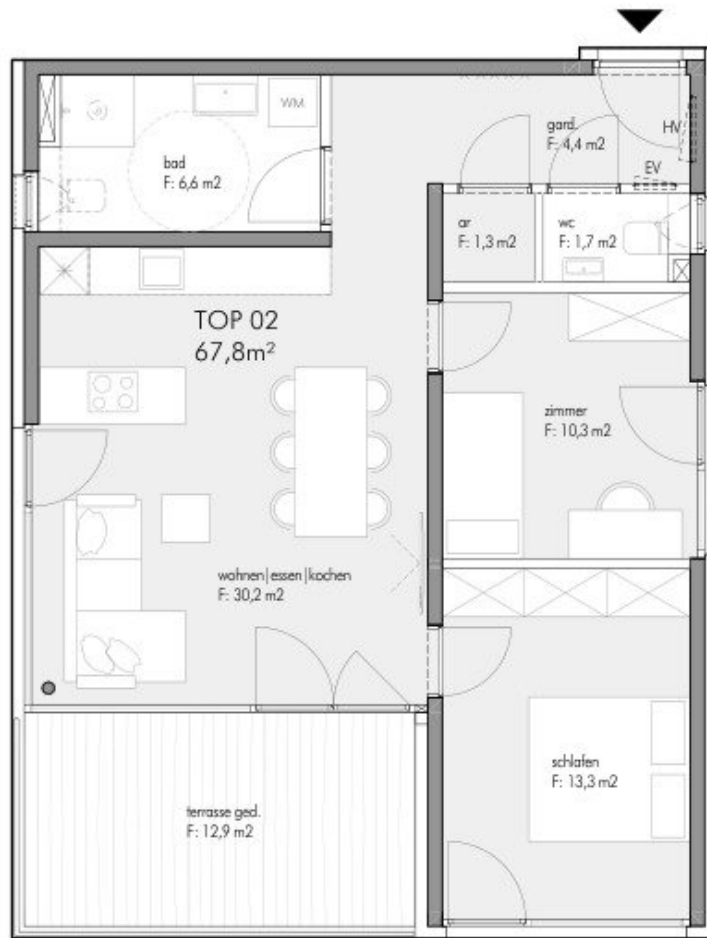 WM
gard.
F: 4,4 m2
HV
EV
bad
F: 6,6 m2
ar
F: 1,3 m2
wc
F: 1,7 m2
TOP 02
67,8m²
zimmer
F: 10,3 m2
wohnen|essen|kochen
F: 30,2 m2
schlafen
F: 13,3 m2
terrasse ged.
F: 12,9 m2